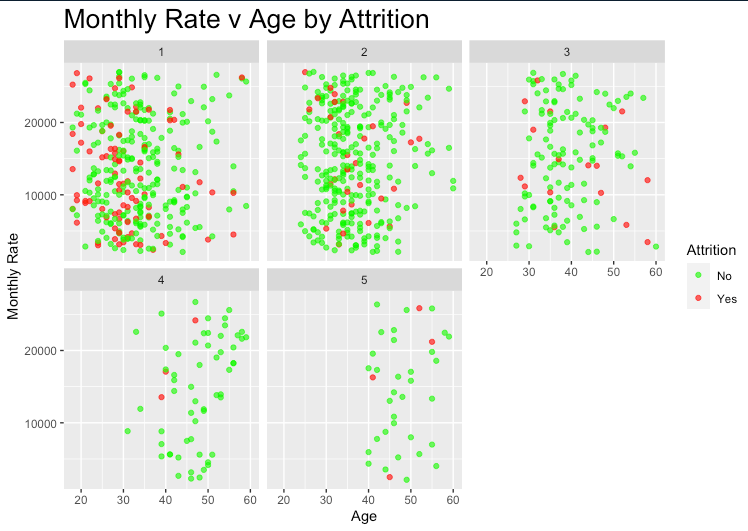 Monthly Rate v Age by Attrition
1
2
3
20000
10000
Monthly Rate
20 30 40 50 60
Attrition
No
Yes
4
5
20000
10000
20 30 40 50 60
20 30 40 50 60
Age